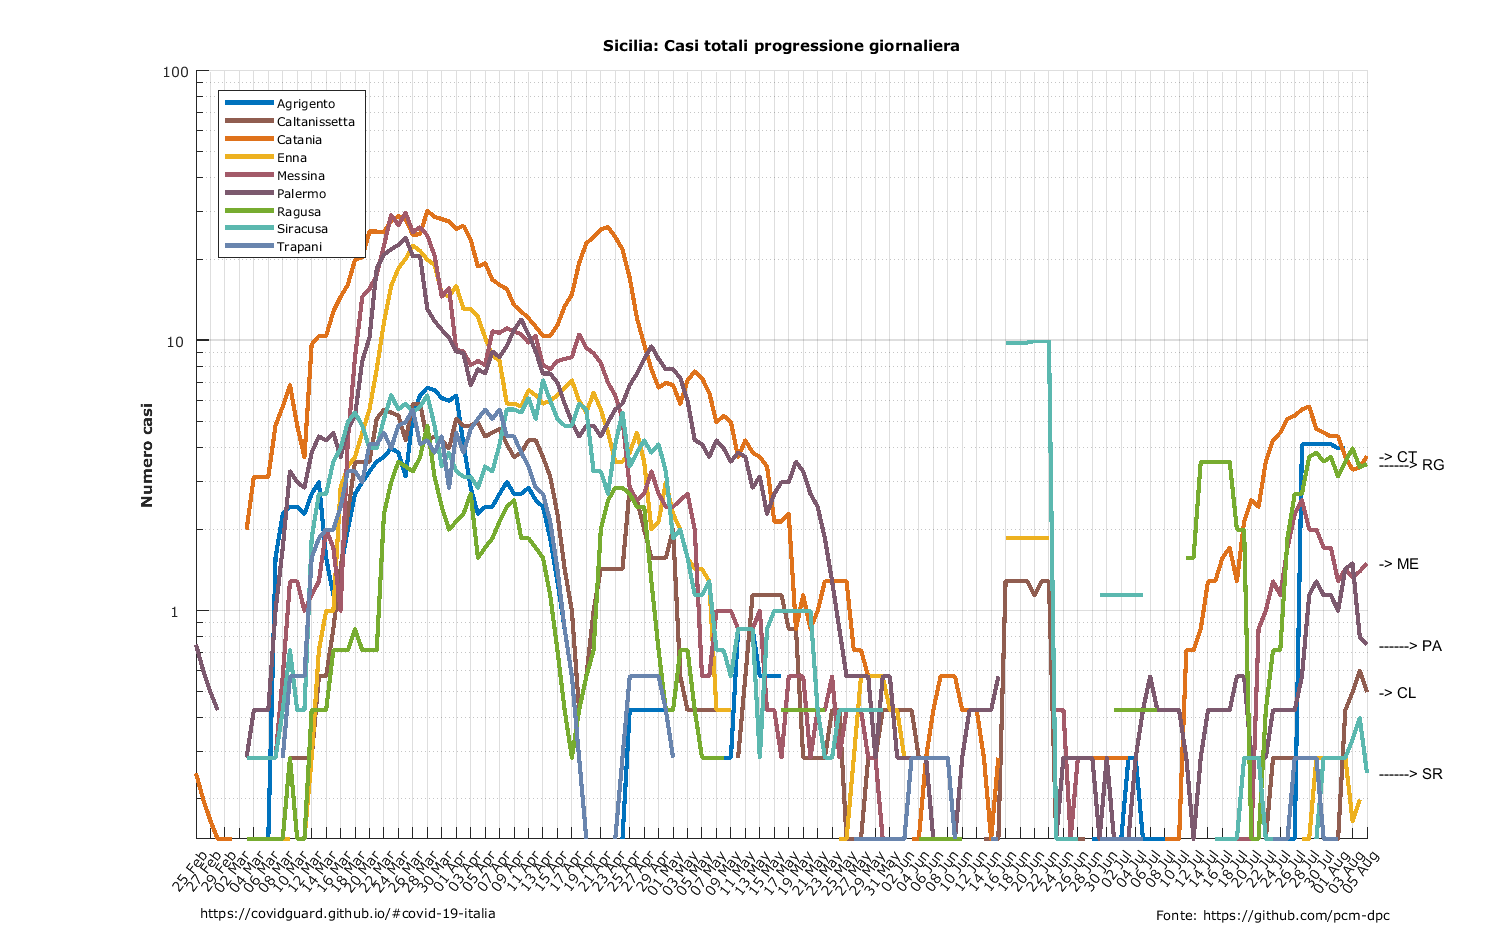 Sicilia: Casi totali progressione giornaliera
100
10
1
Numero casi
Agrigento
Caltanissetta
Catania
Enna
Messina
Palermo
Ragusa
Siracusa
Trapani
-> CT
------> RG
-> ME
------> PA
-> CL
------> SR
25 Feb
27 Feb
29 Feb
02 Mar
04 Mar
06 Mar
08 Mar
10 Mar
12 Mar
14 Mar
16 Mar
18 Mar
20 Mar
22 Mar
24 Mar
26 Mar
28 Mar
30 Mar
01 Apr
03 Apr
05 Apr
07 Apr
09 Apr
11 Apr
13 Apr
15 Apr
17 Apr
19 Apr
21 Apr
23 Apr
25 Apr
27 Apr
29 Apr
01 May
03 May
05 May
07 May
09 May
11 May
13 May
15 May
17 May
19 May
21 May
23 May
25 May
27 May
29 May
31 May
02 Jun
04 Jun
06 Jun
08 Jun
10 Jun
12 Jun
14 Jun
16 Jun
18 Jun
20 Jun
22 Jun
24 Jun
26 Jun
28 Jun
30 Jun
02 Jul
04 Jul
06 Jul
08 Jul
10 Jul
12 Jul
14 Jul
16 Jul
18 Jul
20 Jul
22 Jul
24 Jul
26 Jul
28 Jul
30 Jul
01 Aug
03 Aug
05 Aug
https://covidguard.github.io/#covid-19-italia
Fonte: https://github.com/pcm-dpc